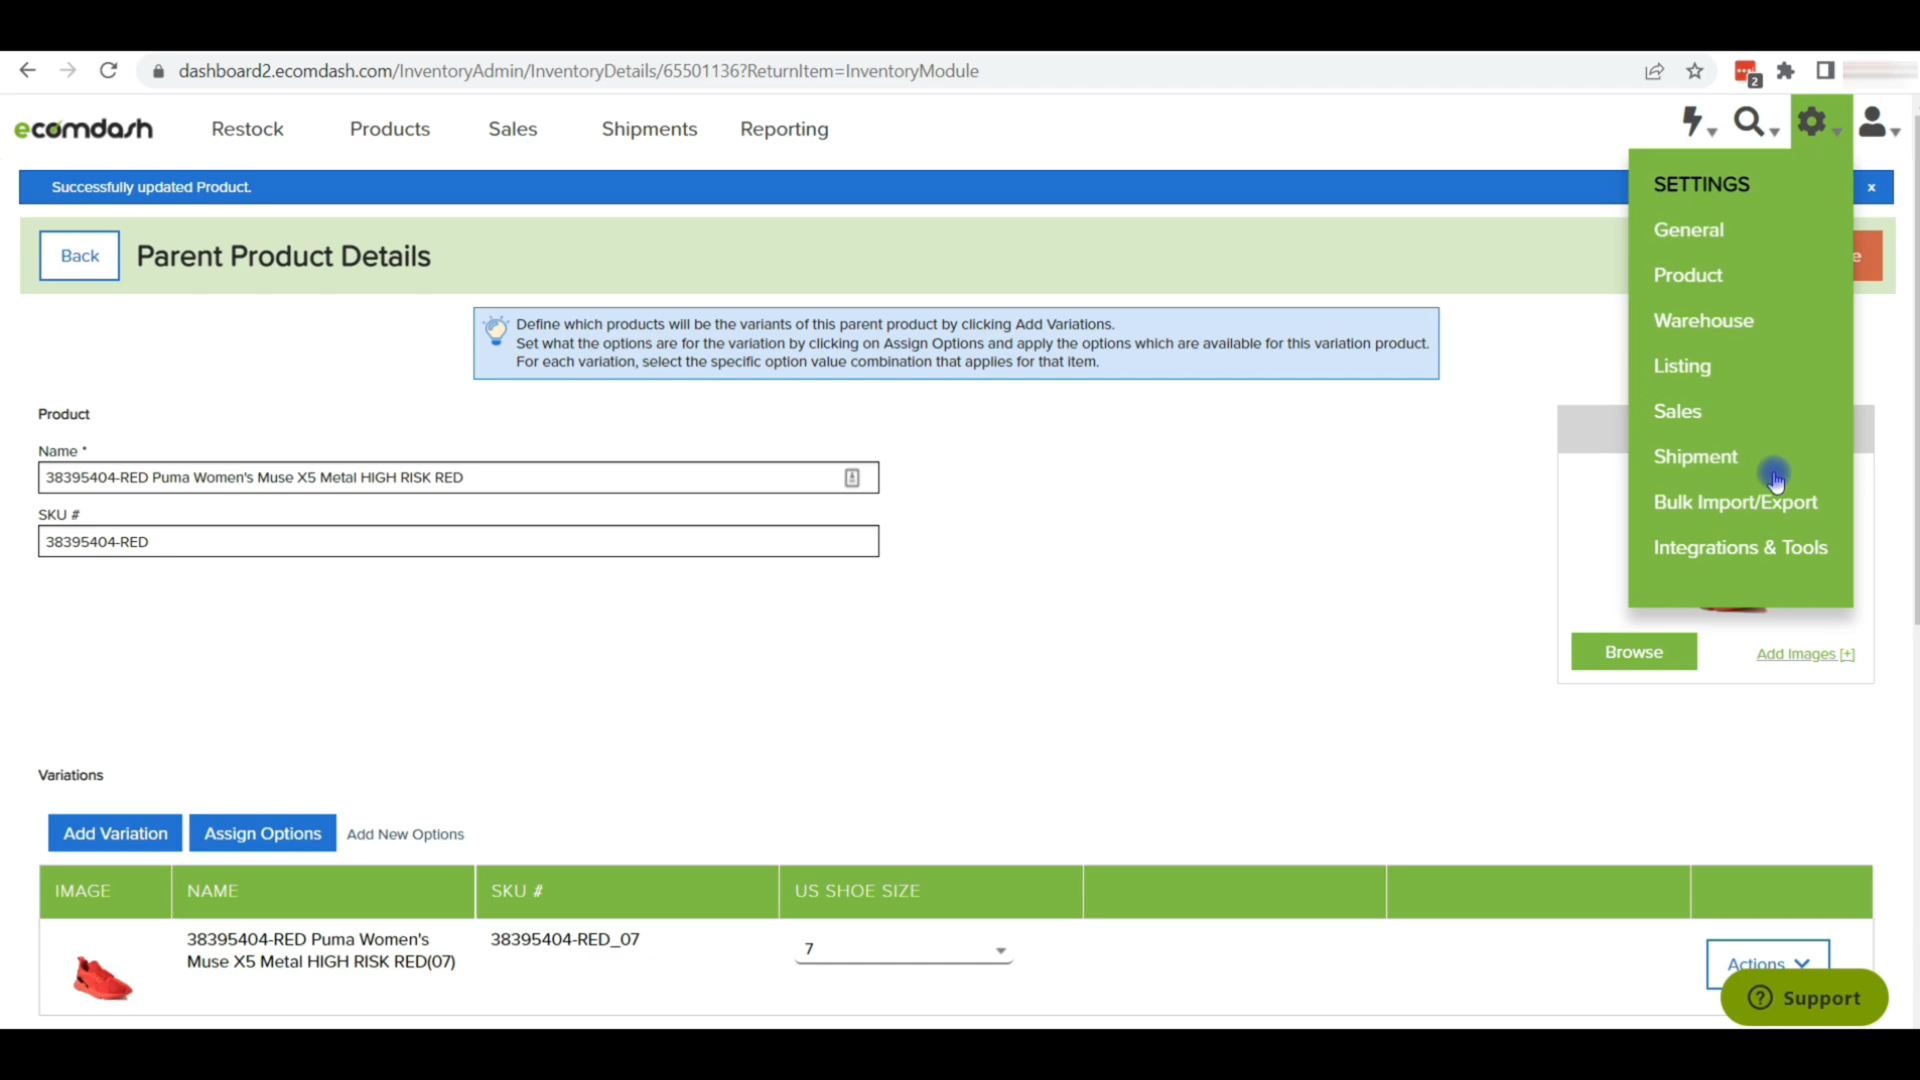 dashboard2.ecomdash.com/InventoryAdmin/InventoryDetails/65501136?ReturnItem=InventoryModule
2
ecomdash
Restock
Products
Sales
Shipments
Reporting
Successfully updated Product.
x
Back
Parent Product Details
e
SETTINGS
General
Product
Warehouse
Listing
Sales
Shipment
Bulk Import/Export
Integrations & Tools
Define which products will be the variants of this parent product by clicking Add Variations.
Set what the options are for the variation by clicking on Assign Options and apply the options which are available for this variation product.
For each variation, select the specific option value combination that applies for that item.
Product
Name *
38395404-RED Puma Women's Muse X5 Metal HIGH RISK RED
SKU #
38395404-RED
Browse
Add Images [+]
Variations
Add Variation
Assign Options
Add New Options
IMAGE
NAME
SKU #
US SHOE SIZE
38395404-RED Puma Women's
Muse X5 Metal HIGH RISK RED(07)
38395404-RED_07
7
Actions
? Support